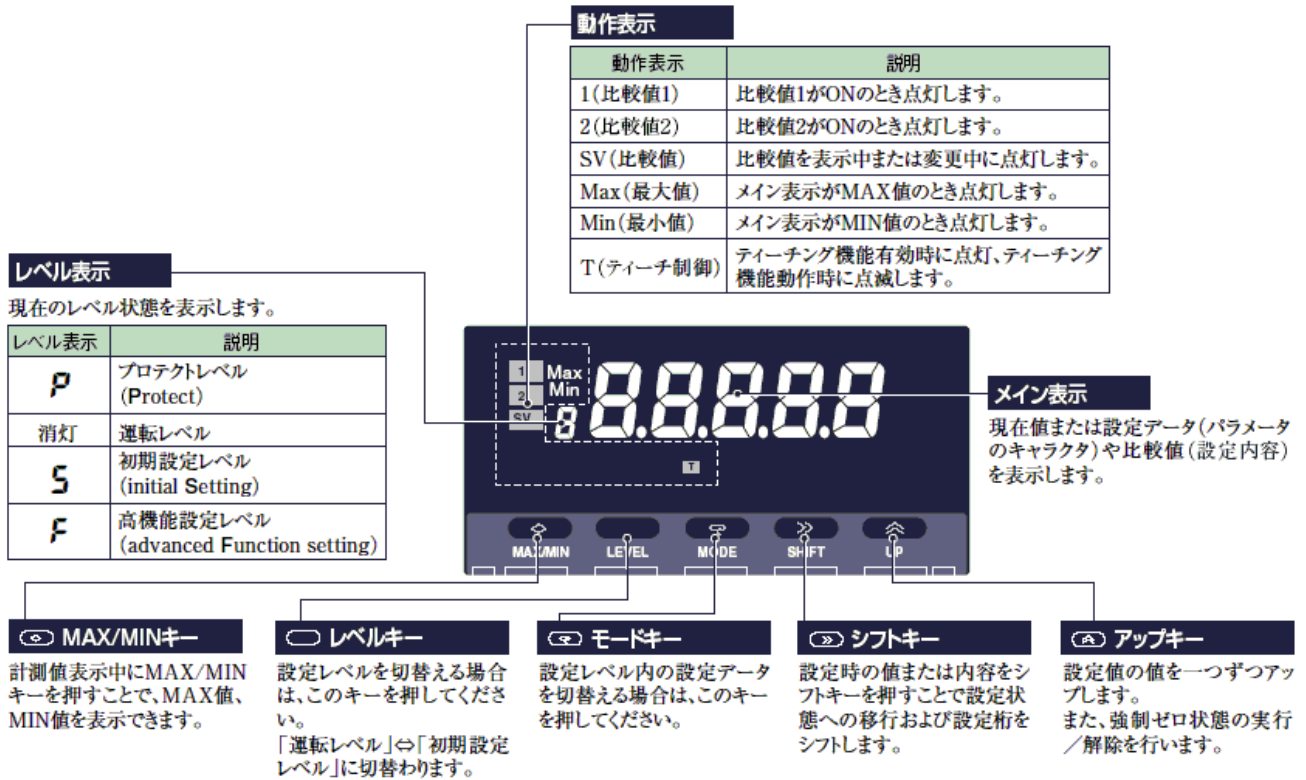 動作表示
動作表示 説明
1(比較値1) 比較値1がONのとき点灯します。
2(比較値2) 比較値2がONのとき点灯します。
SV(比較値) 比較値を表示中または変更中に点灯します。
Max(最大値) メイン表示がMAX値のとき点灯します。
Min(最小値) メイン表示がMIN値のとき点灯します。
T(ティーチ制御) ティーチング機能有効時に点灯、ティーチング
機能動作時に点滅します。
レベル表示
現在のレベル状態を表示します。
レベル表示 説明
P プロテクトレベル
(Protect)
消灯 運転レベル
S 初期設定レベル
(initial Setting)
F 高機能設定レベル
(advanced Function setting)
1 Max
2 Min
SV 8 8.8.8.8.8
T
MAX/MIN LEVEL MODE SHIFT UP
メイン表示
現在値または設定データ(パラメータ
のキャラクタ)や比較値(設定内容)
を表示します。
MAX/MINキー
計測値表示中にMAX/MIN
キーを押すことで、MAX値、
MIN値を表示できます。
レベルキー
設定レベルを切替える場合
は、このキーを押してくださ
い。
「運転レベル」⇔「初期設定
レベル」に切替わります。
モードキー
設定レベル内の設定データ
を切替える場合は、このキー
を押してください。
シフトキー
設定時の値または内容をシ
フトキーを押すことで設定状
態への移行および設定桁を
シフトします。
アップキー
設定値の値を一つずつアッ
プします。
また、強制ゼロ状態の実行
/解除を行います。